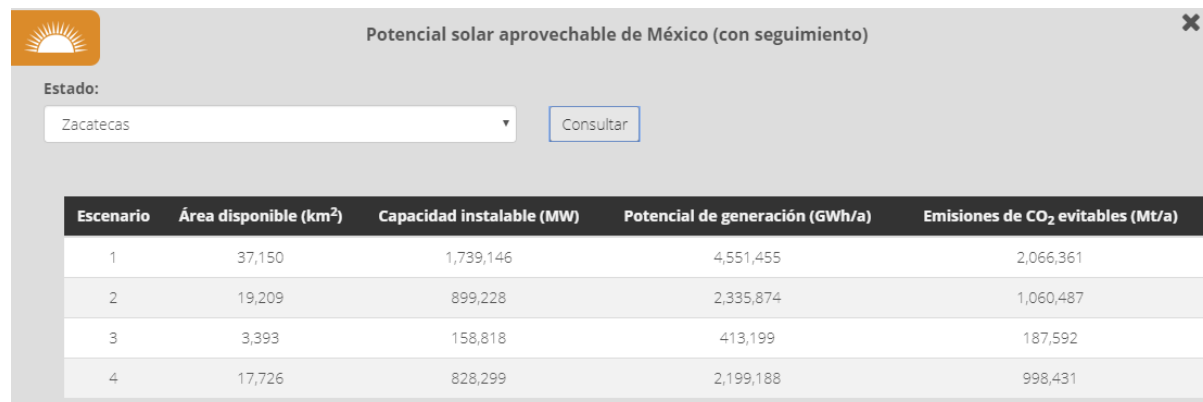 Potencial solar aprovechable de México (con seguimiento)
Estado:
Zacatecas
Consultar
Escenario Área disponible (km²) Capacidad instalable (MW) Potencial de generación (GWh/a) Emisiones de CO₂ evitables (Mt/a)
1 37,150 1,739,146 4,551,455 2,066,361
2 19,209 899,228 2,335,874 1,060,487
3 3,393 158,818 413,199 187,592
4 17,726 828,299 2,199,188 998,431